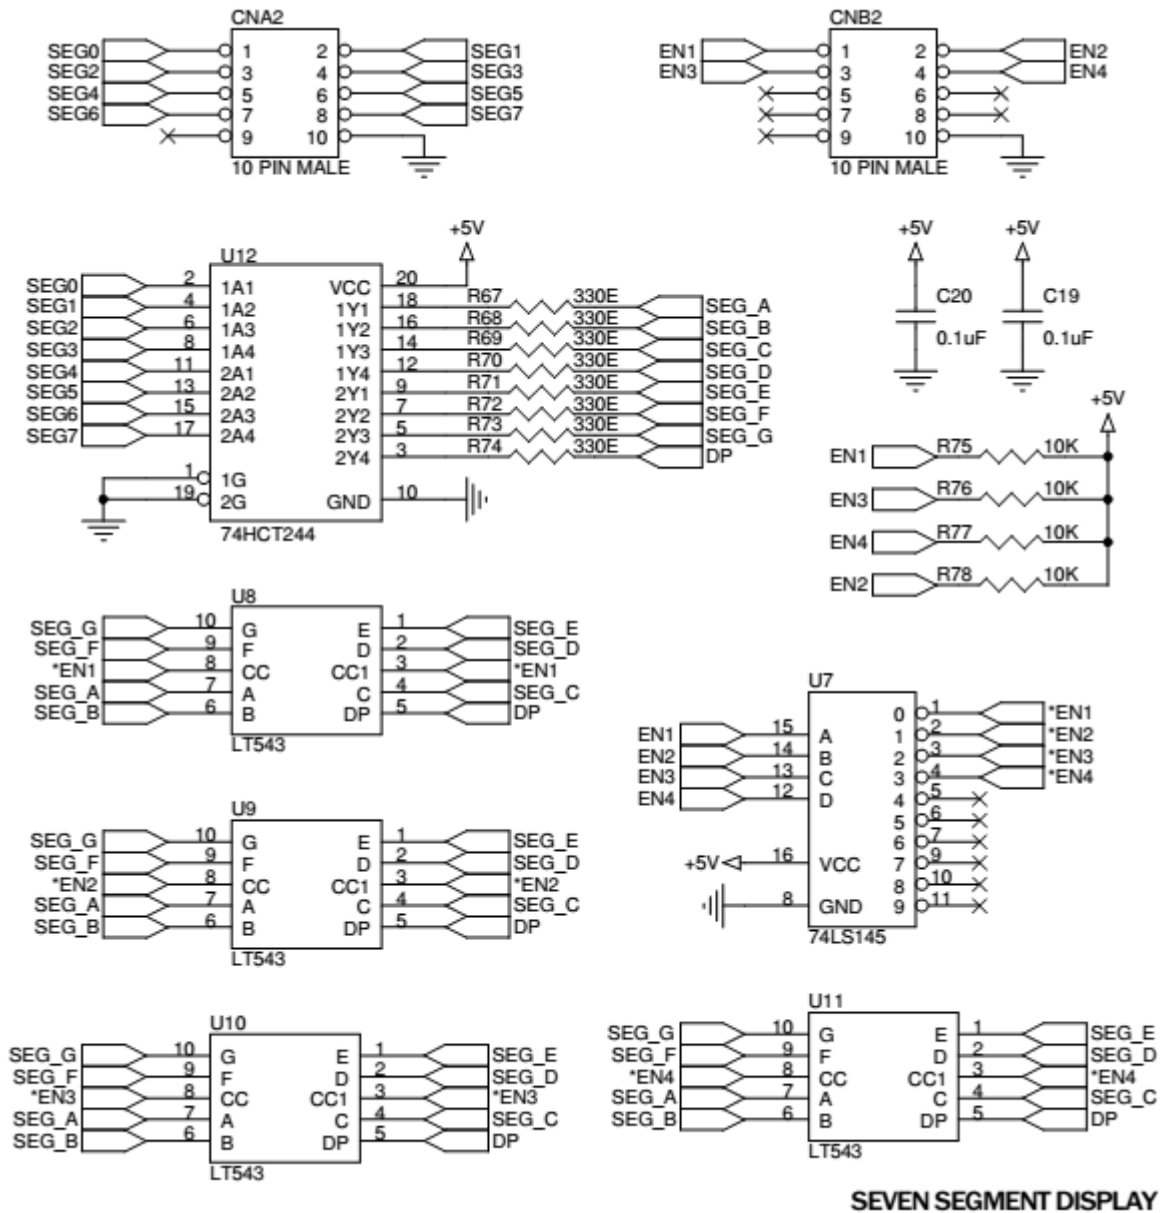 CNA2 CNB2
SEG0 1 2 SEG1 EN1 1 2 EN2
SEG2 3 4 SEG3 EN3 3 4 EN4
SEG4 5 6 SEG5 5 6
SEG6 7 8 SEG7 7 8
9 10 9 10
10 PIN MALE 10 PIN MALE
+5V +5V +5V
U12
SEG0 2 1A1 VCC 20
SEG1 4 1A2 1Y1 18 R67 330E SEG_A
SEG2 6 1A3 1Y2 16 R68 330E SEG_B
SEG3 8 1A4 1Y3 14 R69 330E SEG_C
SEG4 11 2A1 1Y4 12 R70 330E SEG_D
SEG5 13 2A2 2Y1 9 R71 330E SEG_E
SEG6 15 2A3 2Y2 7 R72 330E SEG_F
SEG7 17 2A4 2Y3 5 R73 330E SEG_G
2Y4 3 R74 330E DP
1 1G
19 2G GND 10
74HCT244
C20 C19
0.1uF 0.1uF
+5V
EN1 R75 10K
EN3 R76 10K
EN4 R77 10K
EN2 R78 10K
U8
SEG_G 10 G E 1 SEG_E
SEG_F 9 F D 2 SEG_D
*EN1 8 CC CC1 3 *EN1
SEG_A 7 A C 4 SEG_C
SEG_B 6 B DP 5 DP
LT543
U7
0 1 *EN1
EN1 15 A 1 2 *EN2
EN2 14 B 2 3 *EN3
EN3 13 C 3 4 *EN4
EN4 12 D 4 5
5 6
6 7
+5V 16 VCC 7 9
8 10
8 GND 9 11
74LS145
U9
SEG_G 10 G E 1 SEG_E
SEG_F 9 F D 2 SEG_D
*EN2 8 CC CC1 3 *EN2
SEG_A 7 A C 4 SEG_C
SEG_B 6 B DP 5 DP
LT543
U10
SEG_G 10 G E 1 SEG_E
SEG_F 9 F D 2 SEG_D
*EN3 8 CC CC1 3 *EN3
SEG_A 7 A C 4 SEG_C
SEG_B 6 B DP 5 DP
LT543
U11
SEG_G 10 G E 1 SEG_E
SEG_F 9 F D 2 SEG_D
*EN4 8 CC CC1 3 *EN4
SEG_A 7 A C 4 SEG_C
SEG_B 6 B DP 5 DP
LT543
SEVEN SEGMENT DISPLAY